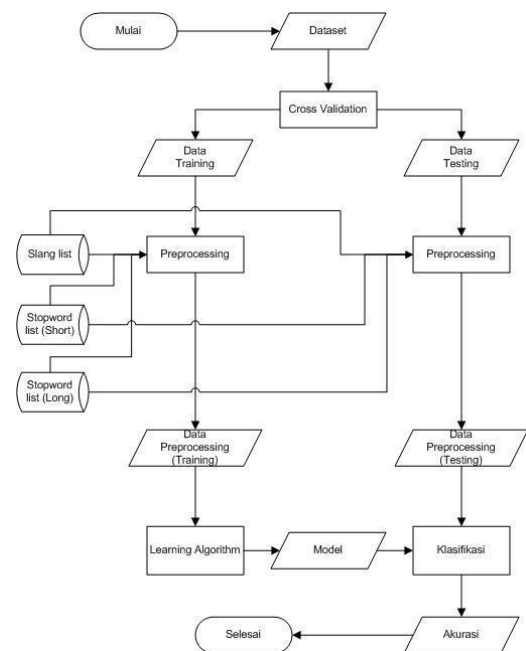 Mulai
Dataset
Cross Validation
Data
Training
Data
Testing
Slang list
Preprocessing
Preprocessing
Stopword
list (Short)
Stopword
list (Long)
Data
Preprocessing
(Training)
Data
Preprocessing
(Testing)
Learning Algorithm
Model
Klasifikasi
Selesai
Akurasi